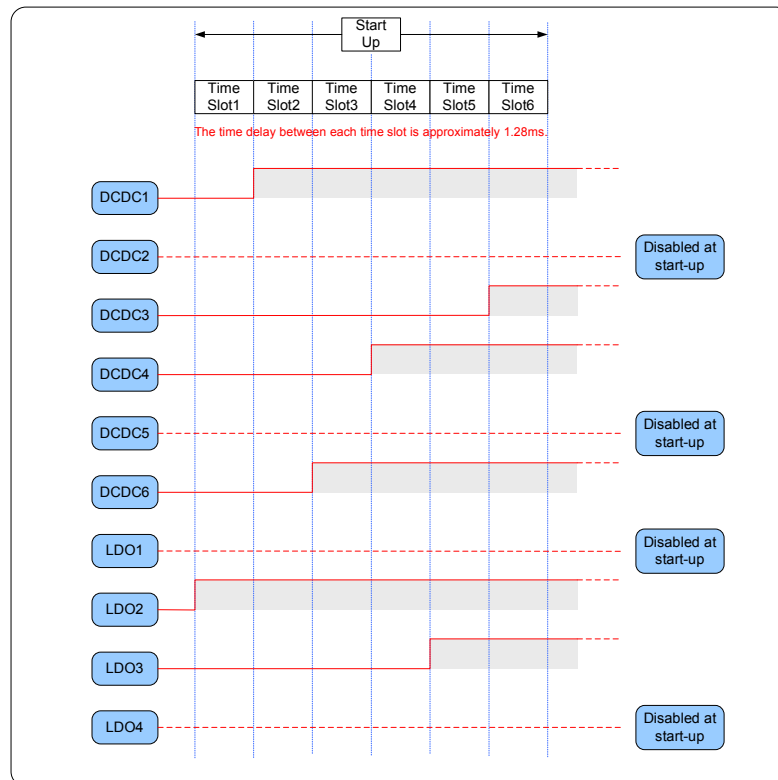 Start
Up
Time Slot1
Time Slot2
Time Slot3
Time Slot4
Time Slot5
Time Slot6
The time delay between each time slot is approximately 1.28ms.
DCDC1
DCDC2
Disabled at
start-up
DCDC3
DCDC4
DCDC5
Disabled at
start-up
DCDC6
LDO1
Disabled at
start-up
LDO2
LDO3
LDO4
Disabled at
start-up